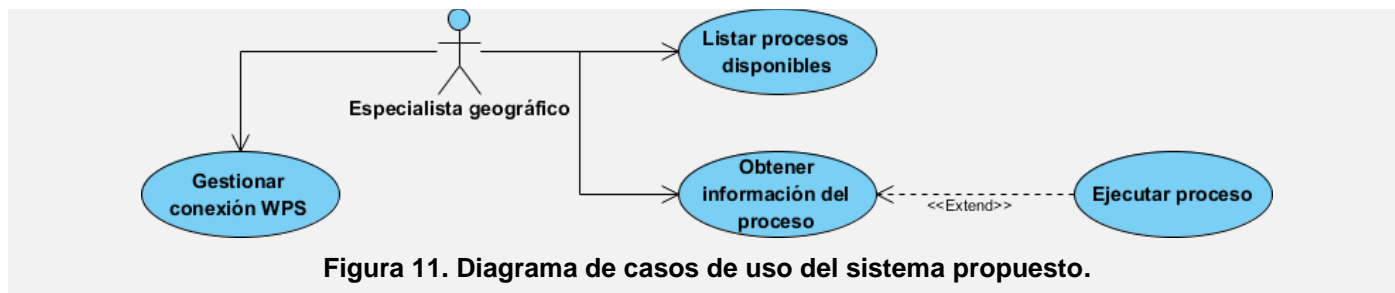 Listar procesos
disponibles
Especialista geográfico
Gestionar
conexión WPS
Obtener
información del
proceso
<<Extend>>
Ejecutar proceso
Figura 11. Diagrama de casos de uso del sistema propuesto.